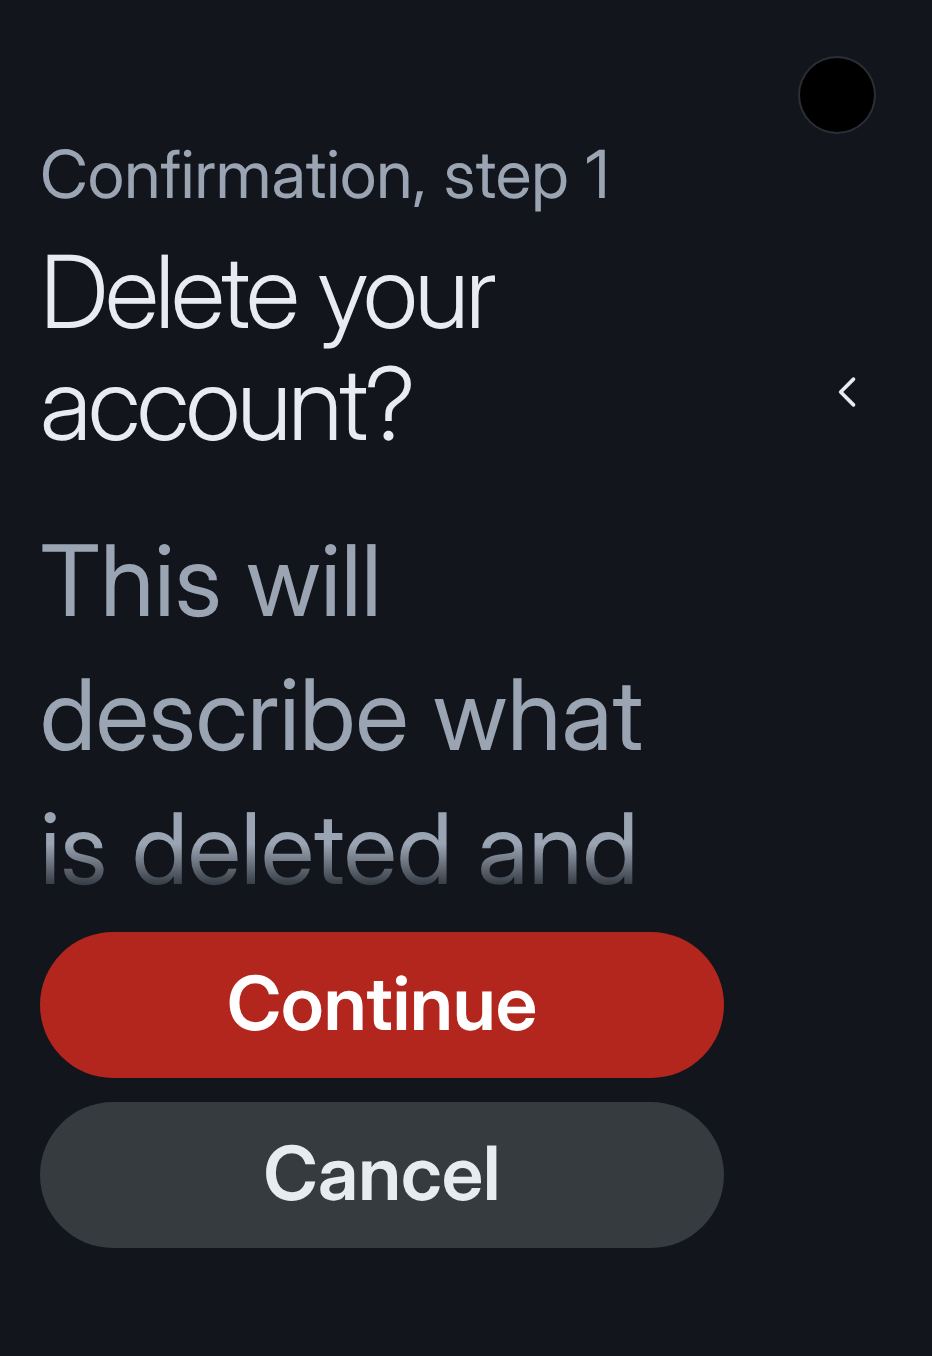 Confirmation, step 1
Delete your
account?
This will
describe what
is deleted and
Continue
Cancel